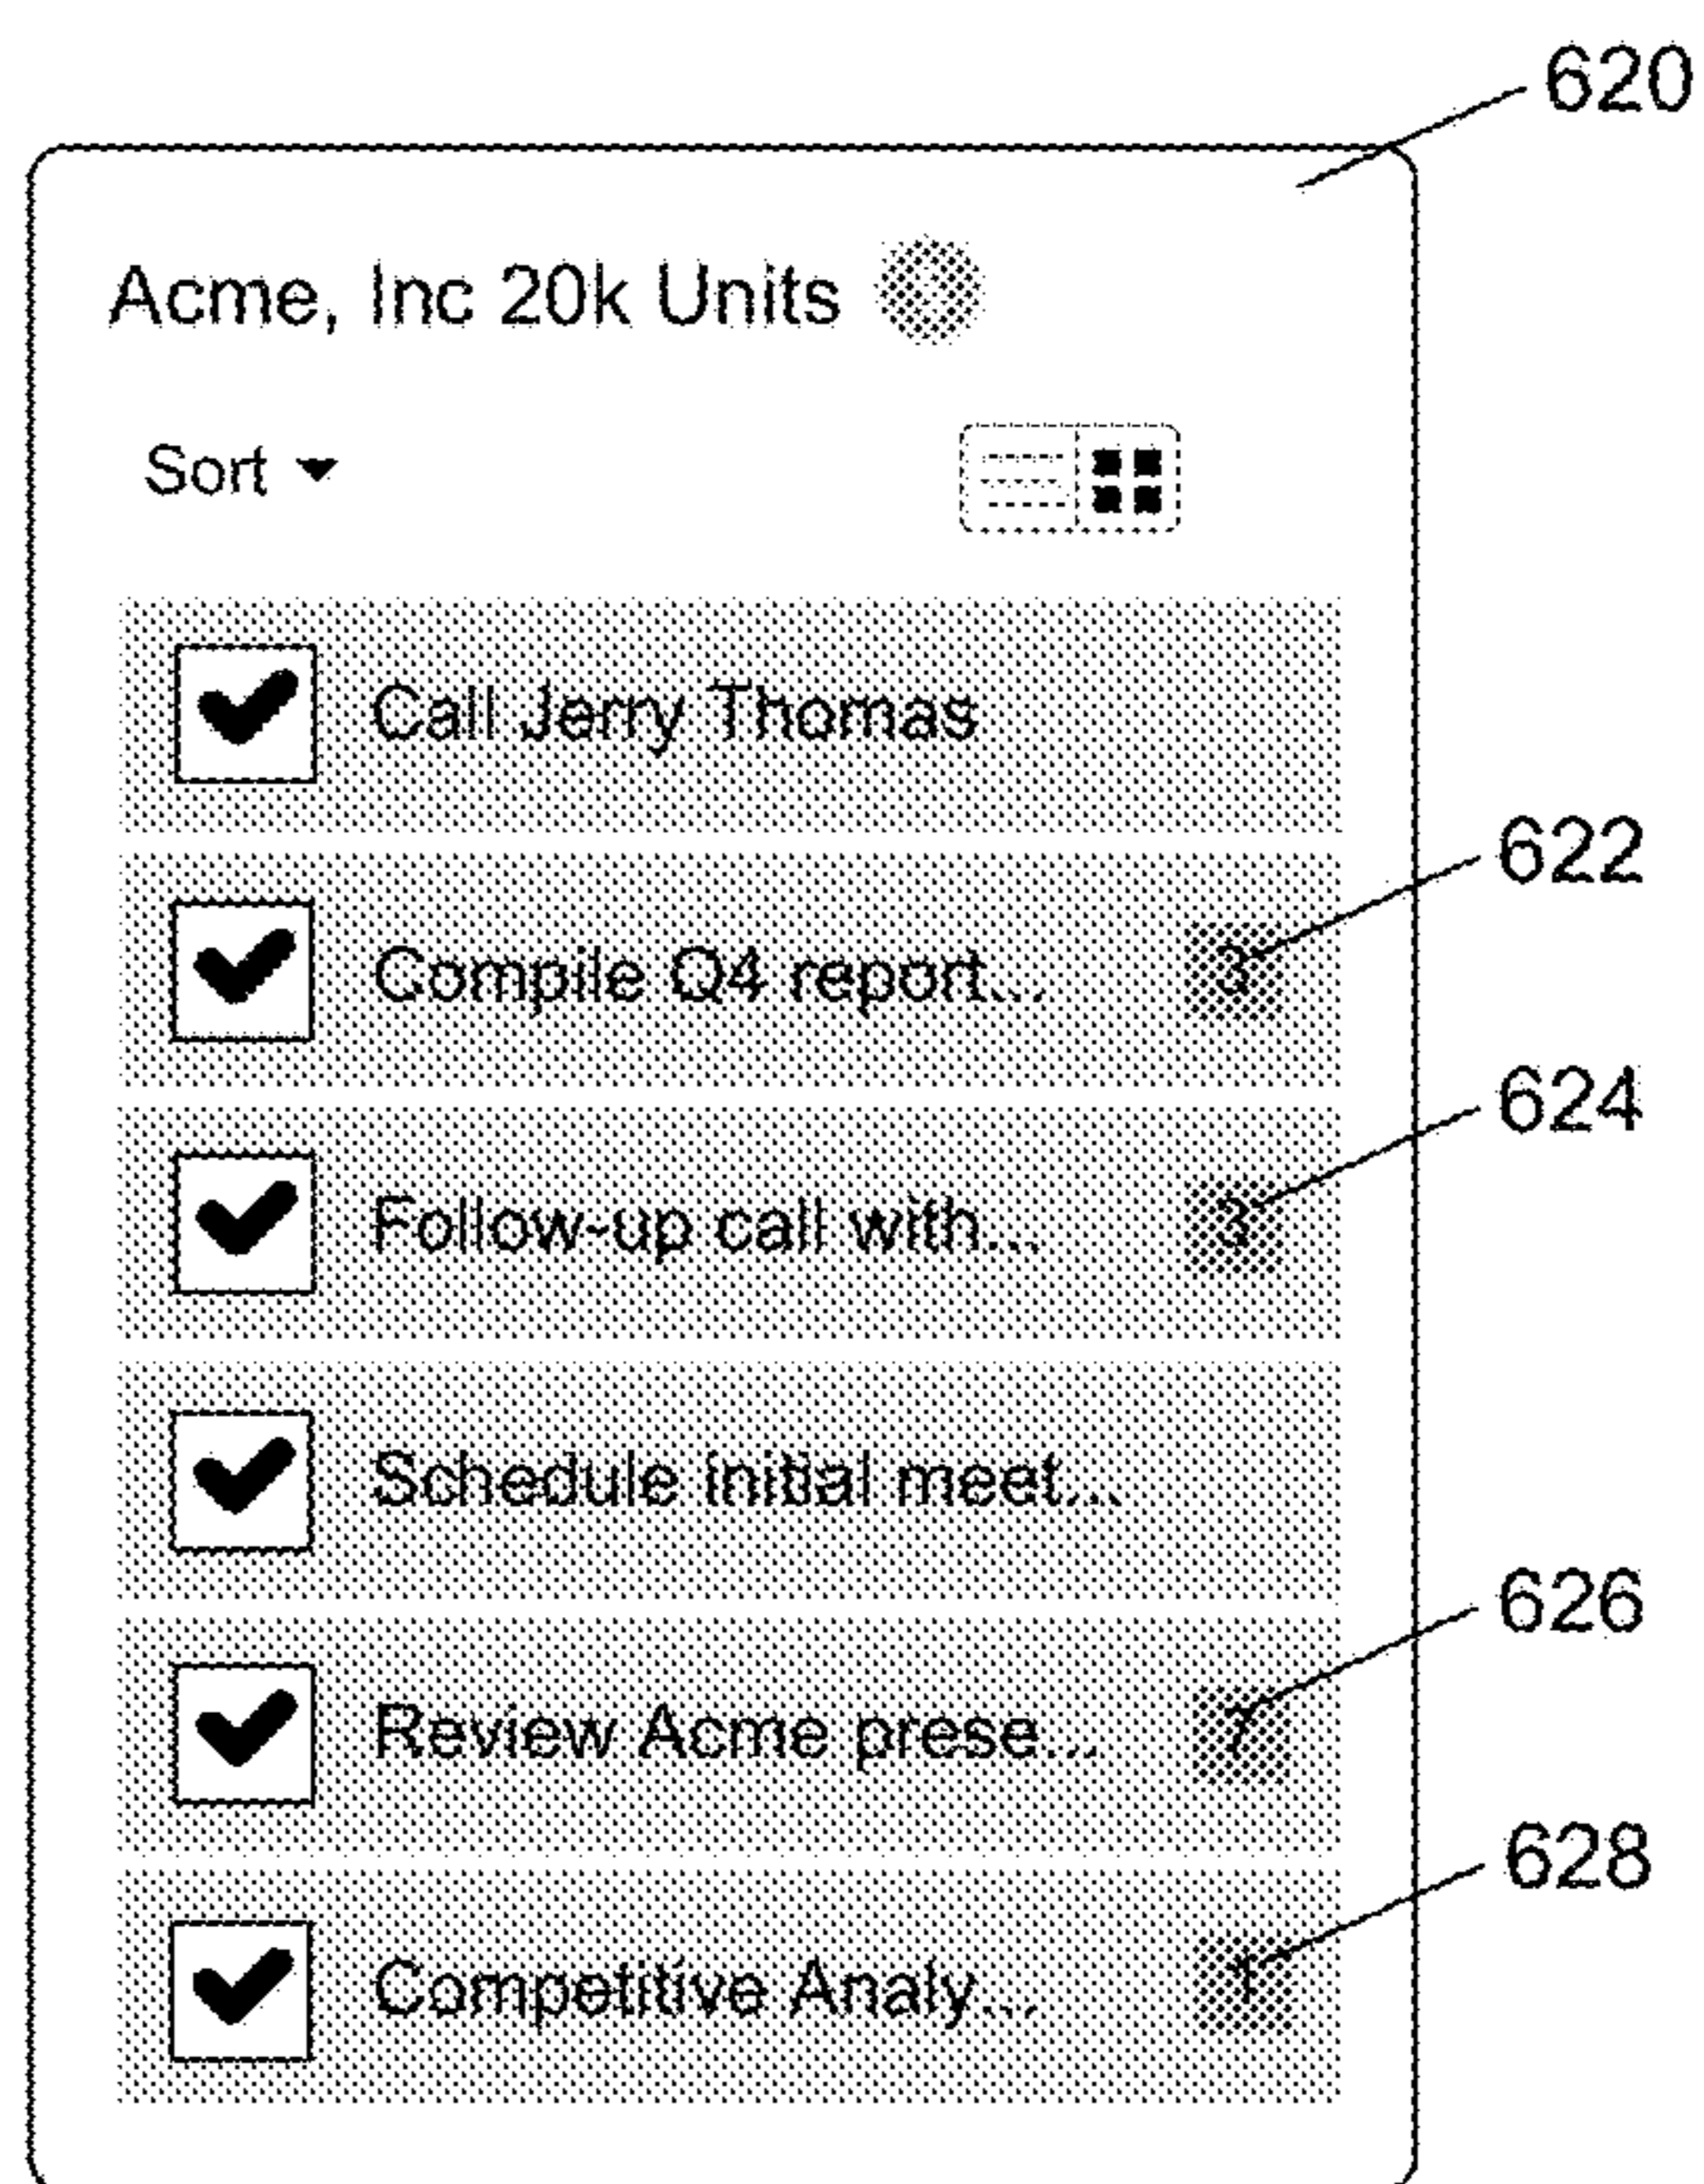 620
Acme, Inc 20k Units
Sort
Call Jerry Thomas
622
Compile Q4 report... 3
624
Follow-up call with... 3
Schedule initial meet...
626
Review Acme prese... 7
628
Competitive Analy... 1